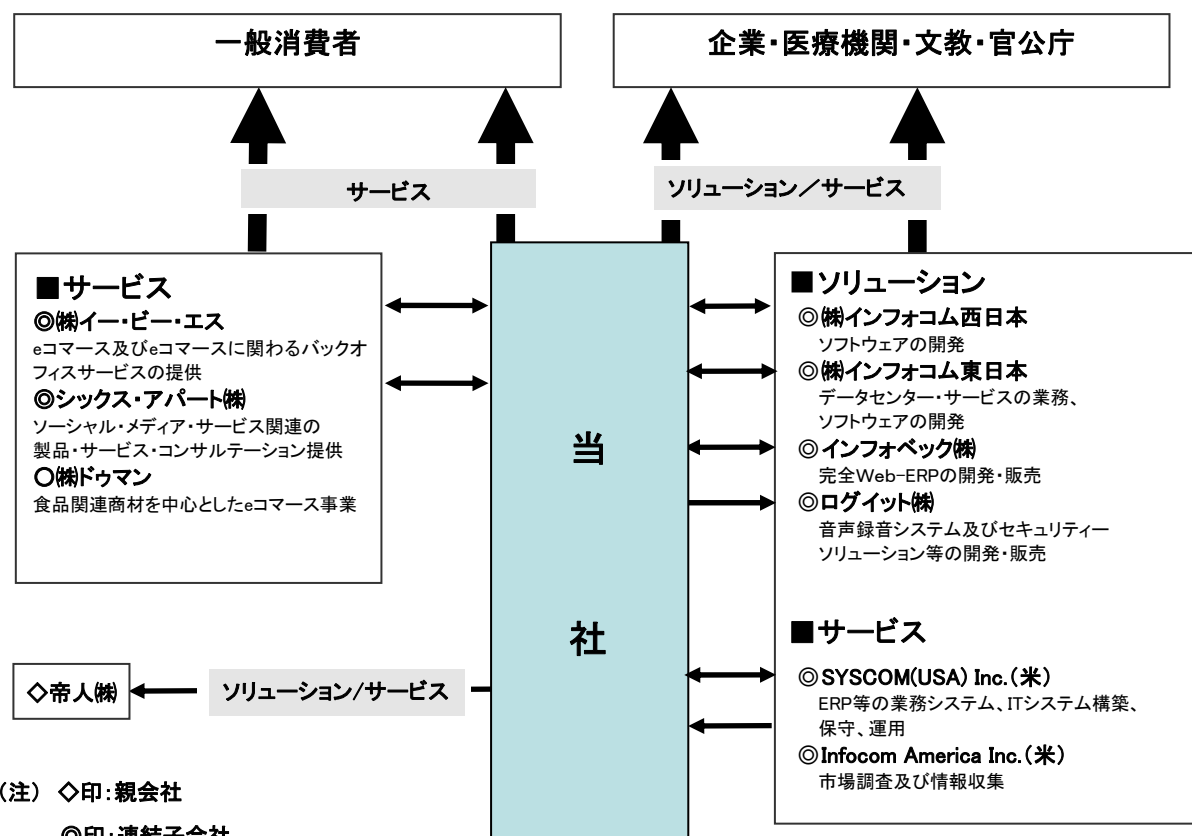 一般消費者
企業・医療機関・文教・官公庁
サービス
ソリューション／サービス
■サービス
◎㈱イー・ビー・エス
eコマース及びeコマースに関わるバックオ
フィスサービスの提供
◎シックス・アパート㈱
ソーシャル・メディア・サービス関連の
製品・サービス・コンサルテーション提供
○㈱ドゥマン
食品関連商材を中心としたeコマース事業
当
社
■ソリューション
◎㈱インフォコム西日本
ソフトウェアの開発
◎㈱インフォコム東日本
データセンター・サービスの業務、
ソフトウェアの開発
◎インフォベック㈱
完全Web-ERPの開発・販売
◎ログイット㈱
音声録音システム及びセキュリティー
ソリューション等の開発・販売
■サービス
◎SYSCOM(USA) Inc.(米)
ERP等の業務システム、ITシステム構築、
保守、運用
◎Infocom America Inc.(米)
市場調査及び情報収集
◇帝人㈱
ソリューション/サービス
(注) ◇印:親会社
◎印:連結子会社